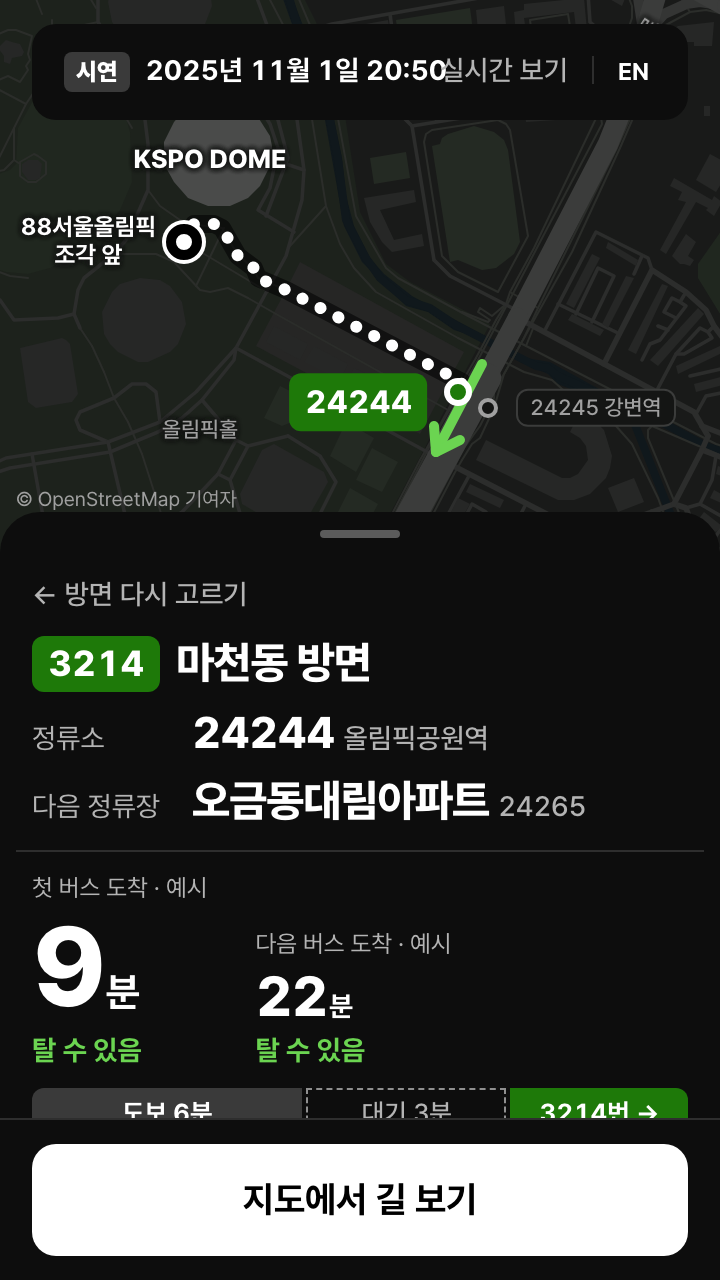 시연 2025년 11월 1일 20:50 실시간 보기 EN
KSPO DOME
88서울올림픽
조각 앞
24244
24245 강변역
올림픽홀
© OpenStreetMap 기여자
← 방면 다시 고르기
3214 마천동 방면
정류소 24244 올림픽공원역
다음 정류장 오금동대림아파트 24265
첫 버스 도착 · 예시
9분
탈 수 있음
다음 버스 도착 · 예시
22분
탈 수 있음
도보 6분 대기 3분 3214번 →
지도에서 길 보기